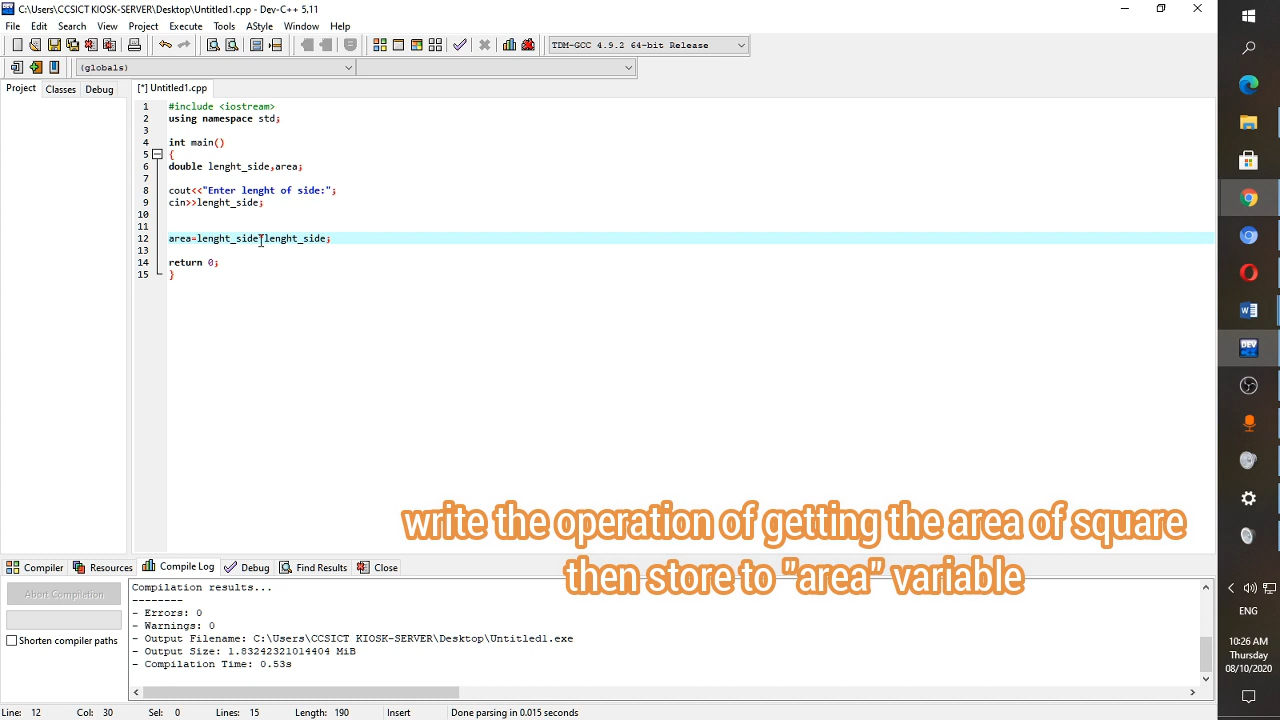 C:\Users\CCSICT KIOSK-SERVER\Desktop\Untitled1.cpp - Dev-C++ 5.11
File Edit Search View Project Execute Tools AStyle Window Help
TDM-GCC 4.9.2 64-bit Release
(globals)
Project Classes Debug
[*] Untitled1.cpp
1 #include <iostream>
2 using namespace std;
3
4 int main()
5 {
6 double lenght_side,area;
7
8 cout<<"Enter lenght of side:";
9 cin>>lenght_side;
10
11
12 area=lenght_side*lenght_side;
13
14 return 0;
15 }
write the operation of getting the area of square
then store to "area" variable
Compiler Resources Compile Log Debug Find Results Close
Abort Compilation
Shorten compiler paths
Compilation results...
--------
- Errors: 0
- Warnings: 0
- Output Filename: C:\Users\CCSICT KIOSK-SERVER\Desktop\Untitled1.exe
- Output Size: 1.83242321014404 MiB
- Compilation Time: 0.53s
Line: 12 Col: 30 Sel: 0 Lines: 15 Length: 190 Insert Done parsing in 0.015 seconds
DEV
ENG
10:26 AM
Thursday
08/10/2020